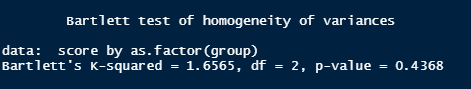 Bartlett test of homogeneity of variances
data:  score by as.factor(group)
Bartlett's K-squared = 1.6565, df = 2, p-value = 0.4368